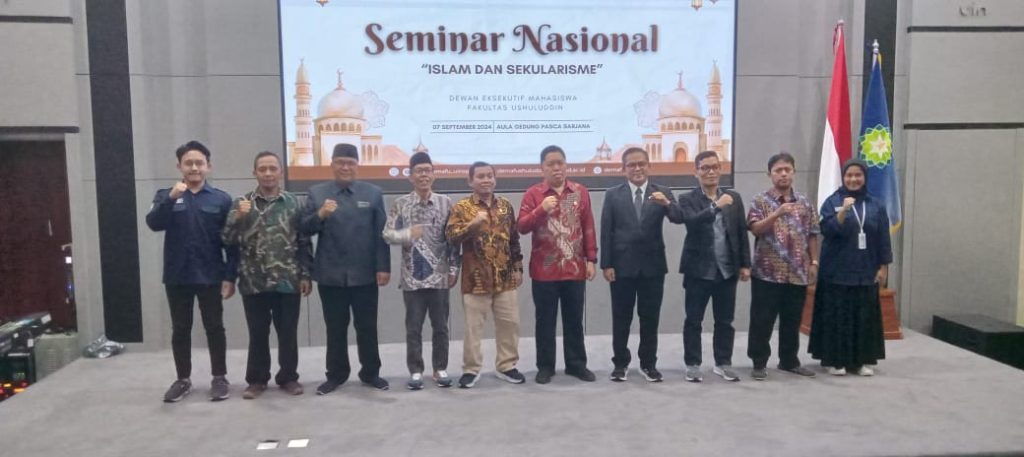 Seminar Nasional
“ISLAM DAN SEKULARISME”
DEWAN EKSEKUTIF MAHASISWA
FAKULTAS USHULUDDIN
07 SEPTEMBER 2024 | AULA GEDUNG PASCA SARJANA